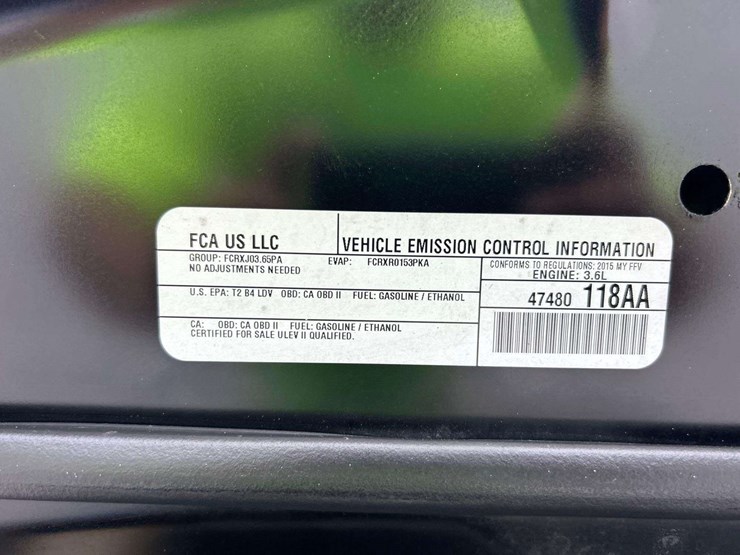 FCA US LLC
VEHICLE EMISSION CONTROL INFORMATION
GROUP: FCRXJ03.65PA EVAP: FCRXR0153PKA
NO ADJUSTMENTS NEEDED
CONFORMS TO REGULATIONS: 2015 MY FFV
ENGINE: 3.6L
U.S. EPA: T2 B4 LDV OBD: CA OBD II FUEL: GASOLINE / ETHANOL
47480 118AA
CA: OBD: CA OBD II FUEL: GASOLINE / ETHANOL
CERTIFIED FOR SALE ULEV II QUALIFIED.